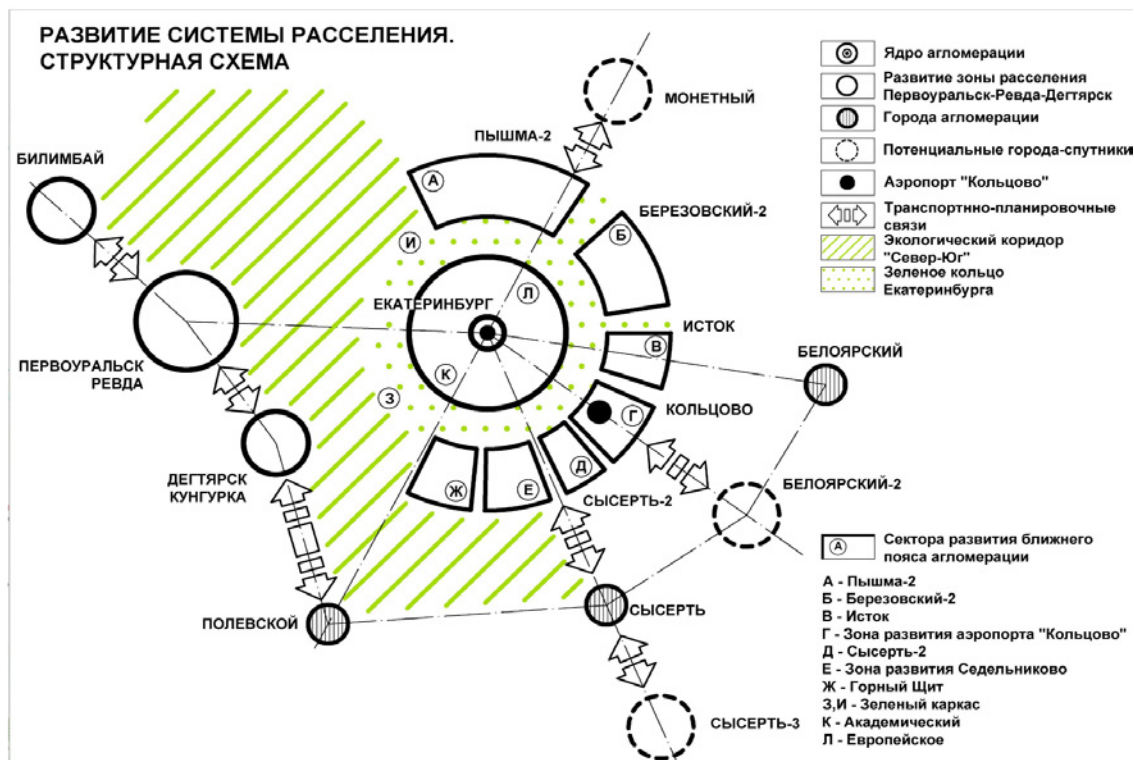 РАЗВИТИЕ СИСТЕМЫ РАССЕЛЕНИЯ.
СТРУКТУРНАЯ СХЕМА
МОНЕТНЫЙ
ПЫШМА-2
БИЛИМБАЙ
А
БЕРЕЗОВСКИЙ-2
Б
И
ЕКАТЕРИНБУРГ
Л
ИСТОК
В
БЕЛОЯРСКИЙ
ПЕРВОУРАЛЬСК
РЕВДА
К
З
КОЛЬЦОВО
Г
ДЕГТЯРСК
КУНГУРКА
Ж
Е
Д
СЫСЕРТЬ-2
БЕЛОЯРСКИЙ-2
ПОЛЕВСКОЙ
СЫСЕРТЬ
СЫСЕРТЬ-3
Ядро агломерации
Развитие зоны расселения
Первоуральск-Ревда-Дегтярск
Города агломерации
Потенциальные города-спутники
Аэропорт "Кольцово"
Транспортнно-планировочные
связи
Экологический коридор
"Север-Юг"
Зеленое кольцо
Екатеринбурга
А
Сектора развития ближнего
пояса агломерации
А - Пышма-2
Б - Березовский-2
В - Исток
Г - Зона развития аэропорта "Кольцово"
Д - Сысерть-2
Е - Зона развития Седельниково
Ж - Горный Щит
З,И - Зеленый каркас
К - Академический
Л - Европейское